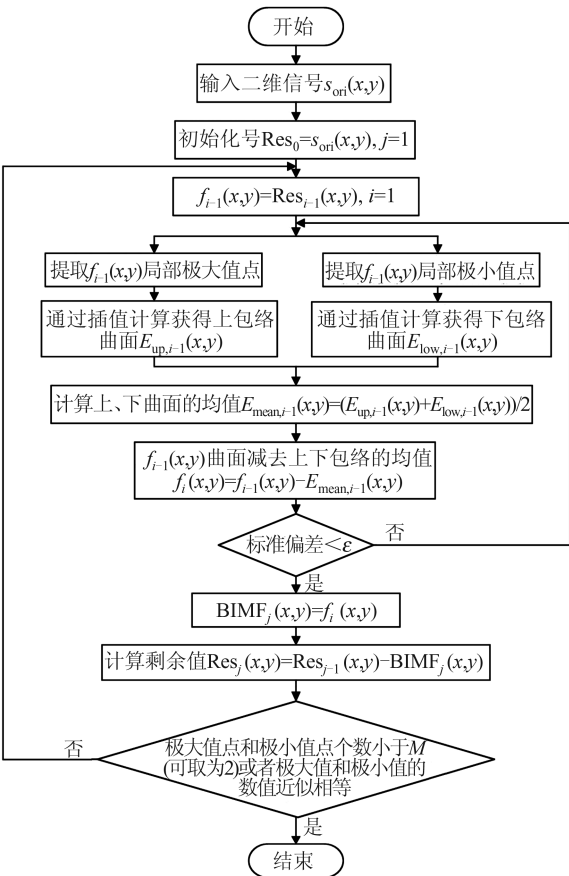 开始
输入二维信号s_ori(x,y)
初始化号Res_0=s_ori(x,y), j=1
f_{i-1}(x,y)=Res_{i-1}(x,y), i=1
提取f_{i-1}(x,y)局部极大值点
提取f_{i-1}(x,y)局部极小值点
通过插值计算获得上包络
曲面E_{up,i-1}(x,y)
通过插值计算获得下包络
曲面E_{low,i-1}(x,y)
计算上、下曲面的均值E_{mean,i-1}(x,y)=(E_{up,i-1}(x,y)+E_{low,i-1}(x,y))/2
f_{i-1}(x,y)曲面减去上下包络的均值
f_i(x,y)=f_{i-1}(x,y)-E_{mean,i-1}(x,y)
标准偏差<ε
否
是
BIMF_j(x,y)=f_i (x,y)
计算剩余值Res_j(x,y)=Res_{j-1}(x,y)-BIMF_j(x,y)
否
极大值点和极小值点个数小于M
(可取为2)或者极大值和极小值的
数值近似相等
是
结束